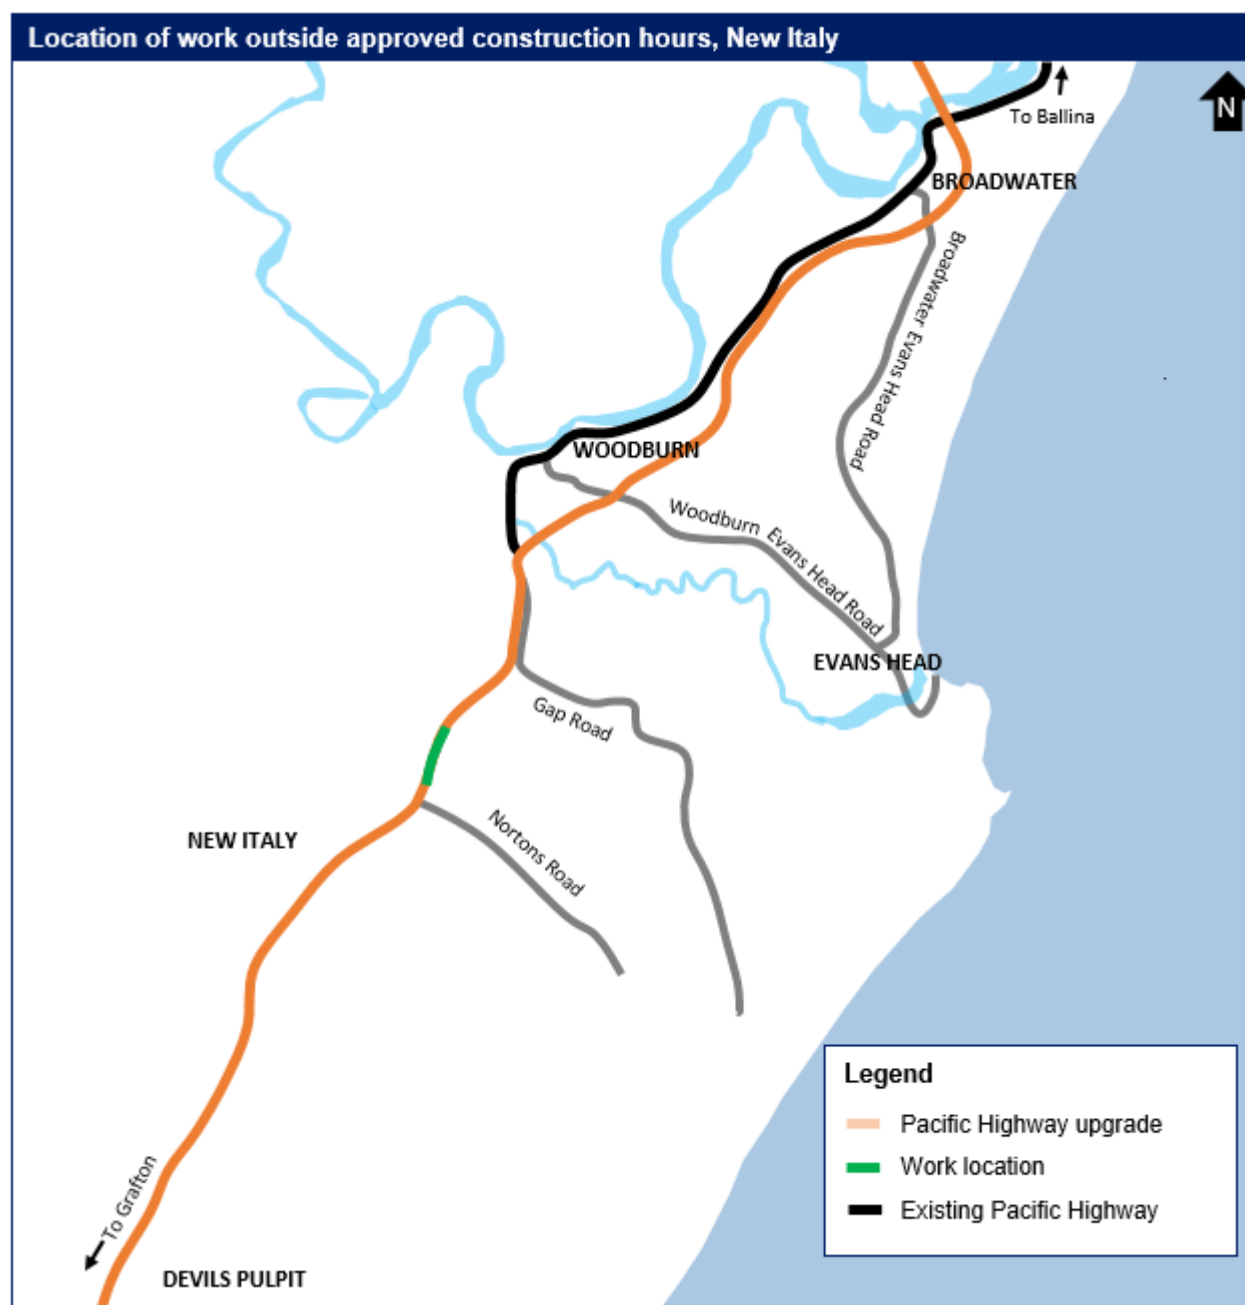 Location of work outside approved construction hours, New Italy
N
To Ballina
BROADWATER
Broadwater Evans Head Road
WOODBURN
Woodburn Evans Head Road
EVANS HEAD
Gap Road
Nortons Road
NEW ITALY
Legend
Pacific Highway upgrade
Work location
Existing Pacific Highway
To Grafton
DEVILS PULPIT